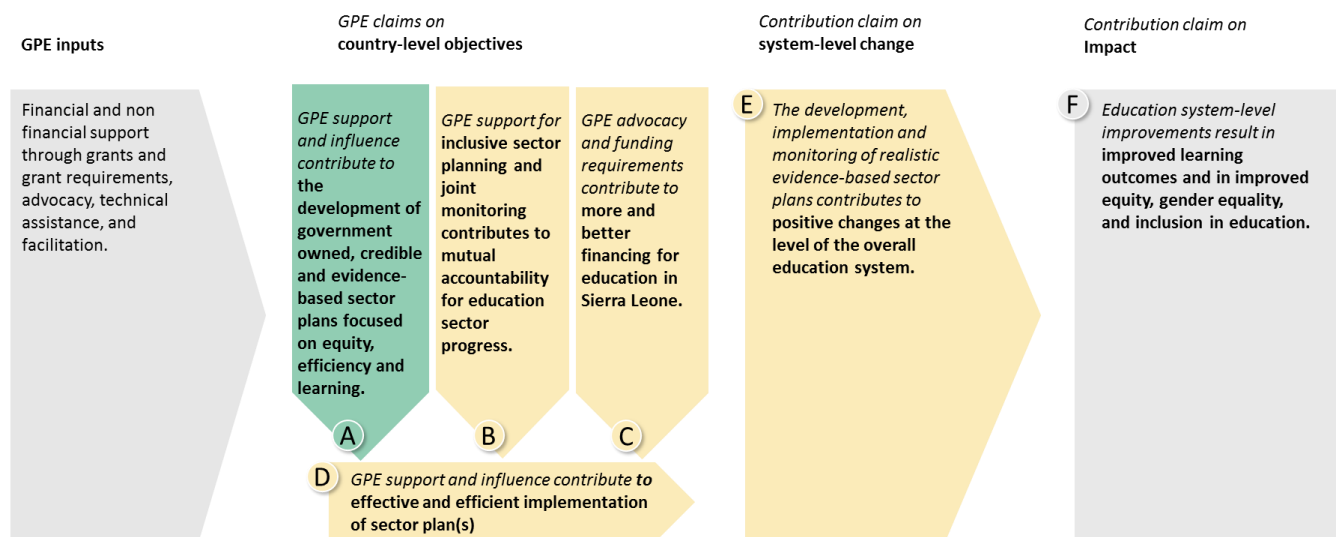 GPE inputs
Financial and non
financial support
through grants and
grant requirements,
advocacy, technical
assistance, and
facilitation.
GPE claims on
country-level objectives
GPE support
and influence
contribute to
the
development of
government
owned, credible
and evidence-
based sector
plans focused
on equity,
efficiency and
learning.
A
GPE support for
inclusive sector
planning and
joint
monitoring
contributes to
mutual
accountability
for education
sector
progress.
B
GPE advocacy
and funding
requirements
contribute to
more and
better
financing for
education in
Sierra Leone.
C
D
GPE support and influence contribute to
effective and efficient implementation
of sector plan(s)
Contribution claim on
system-level change
E
The development,
implementation and
monitoring of realistic
evidence-based sector
plans contributes to
positive changes at the
level of the overall
education system.
Contribution claim on
Impact
F
Education system-level
improvements result in
improved learning
outcomes and in improved
equity, gender equality,
and inclusion in education.